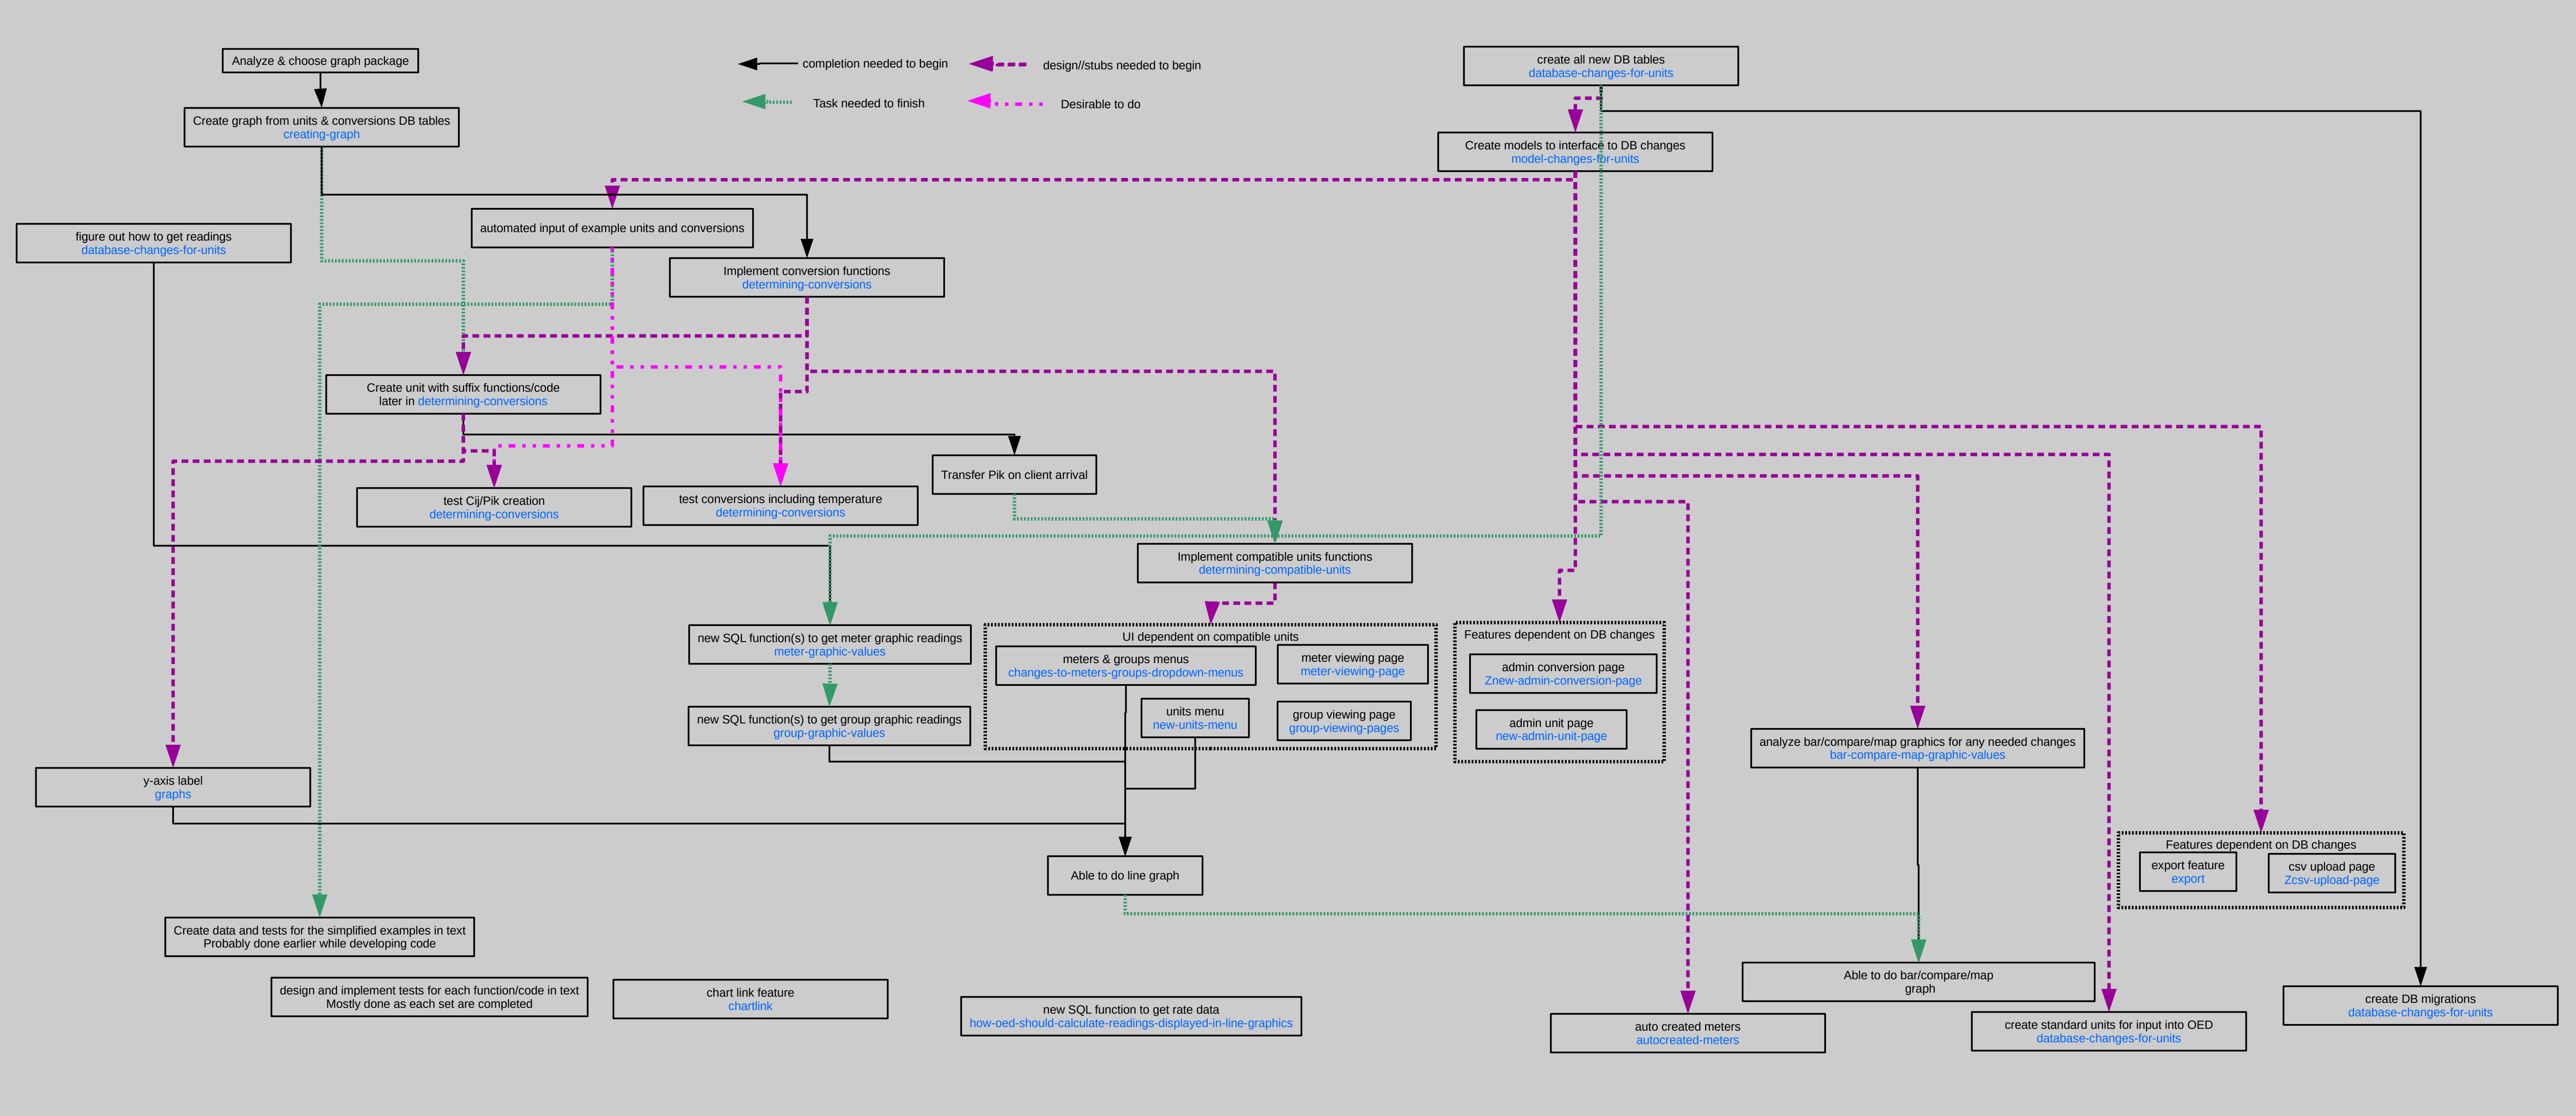 Analyze & choose graph package
completion needed to begin
design//stubs needed to begin
Task needed to finish
Desirable to do
create all new DB tables
database-changes-for-units
Create graph from units & conversions DB tables
creating-graph
Create models to interface to DB changes
model-changes-for-units
automated input of example units and conversions
figure out how to get readings
database-changes-for-units
Implement conversion functions
determining-conversions
Create unit with suffix functions/code
later in determining-conversions
Transfer Pik on client arrival
test Cij/Pik creation
determining-conversions
test conversions including temperature
determining-conversions
Implement compatible units functions
determining-compatible-units
new SQL function(s) to get meter graphic readings
meter-graphic-values
UI dependent on compatible units
meters & groups menus
changes-to-meters-groups-dropdown-menus
meter viewing page
meter-viewing-page
units menu
new-units-menu
group viewing page
group-viewing-pages
Features dependent on DB changes
admin conversion page
Znew-admin-conversion-page
admin unit page
new-admin-unit-page
new SQL function(s) to get group graphic readings
group-graphic-values
analyze bar/compare/map graphics for any needed changes
bar-compare-map-graphic-values
y-axis label
graphs
Features dependent on DB changes
export feature
export
csv upload page
Zcsv-upload-page
Able to do line graph
Create data and tests for the simplified examples in text
Probably done earlier while developing code
design and implement tests for each function/code in text
Mostly done as each set are completed
chart link feature
chartlink
new SQL function to get rate data
how-oed-should-calculate-readings-displayed-in-line-graphics
Able to do bar/compare/map
graph
auto created meters
autocreated-meters
create standard units for input into OED
database-changes-for-units
create DB migrations
database-changes-for-units